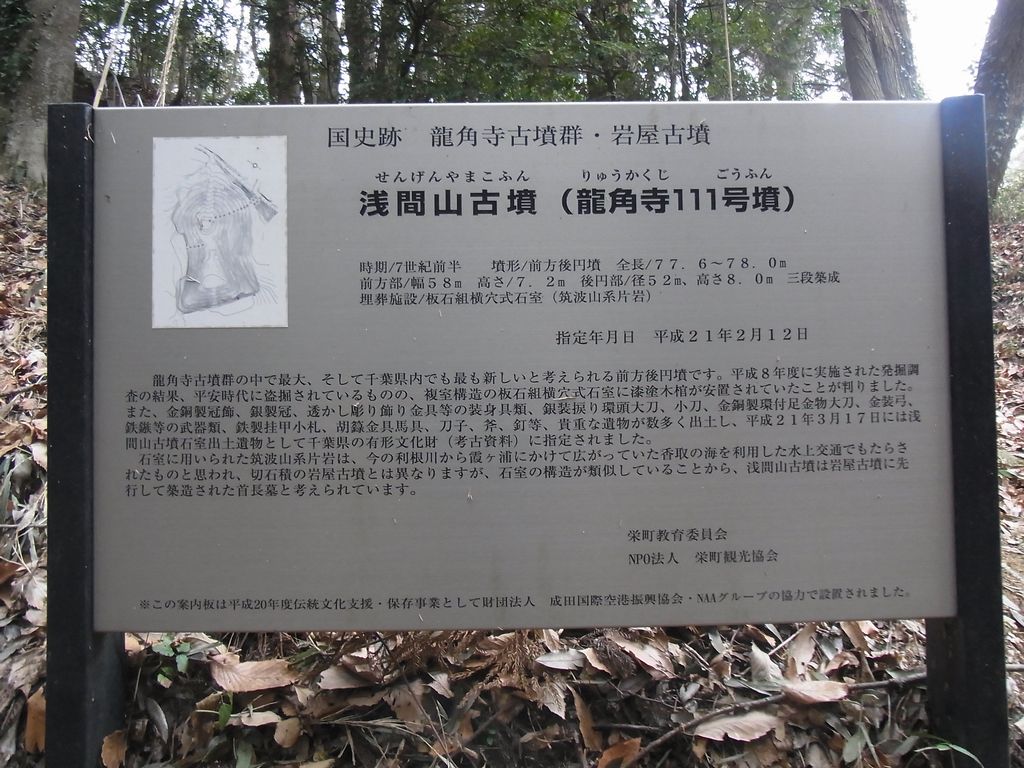 国史跡　龍角寺古墳群・岩屋古墳
せんげんやまこふん　りゅうかくじ　ごうふん
浅間山古墳（龍角寺111号墳）
時期/7世紀前半　墳形/前方後円墳　全長/７７．６～７８．０ｍ
前方部/幅５８ｍ　高さ/７．２ｍ　後円部/径５２ｍ、高さ８．０ｍ　三段築成
埋葬施設/板石組横穴式石室（筑波山系片岩）
指定年月日　平成２１年２月１２日
龍角寺古墳群の中で最大、そして千葉県内でも最も新しいと考えられる前方後円墳です。平成８年度に実施された発掘調
査の結果、平安時代に盗掘されているものの、複室構造の板石組横穴式石室に漆塗木棺が安置されていたことが判りました。
また、金銅製冠飾、銀製冠、透かし彫り飾り金具等の装身具類、銀装捩り環頭大刀、小刀、金銅製環付足金物大刀、金装弓、
鉄鏃等の武器類、鉄製挂甲小札、胡籙金具馬具、刀子、斧、釘等、貴重な遺物が数多く出土し、平成２１年３月１７日には浅
間山古墳石室出土遺物として千葉県の有形文化財（考古資料）に指定されました。
石室に用いられた筑波山系片岩は、今の利根川から霞ヶ浦にかけて広がっていた香取の海を利用した水上交通でもたらさ
れたものと思われ、切石積の岩屋古墳とは異なりますが、石室の構造が類似していることから、浅間山古墳は岩屋古墳に先
行して築造された首長墓と考えられています。
栄町教育委員会
NPO法人　栄町観光協会
※この案内板は平成20年度伝統文化支援・保存事業として財団法人　成田国際空港振興協会・NAAグループの協力で設置されました。